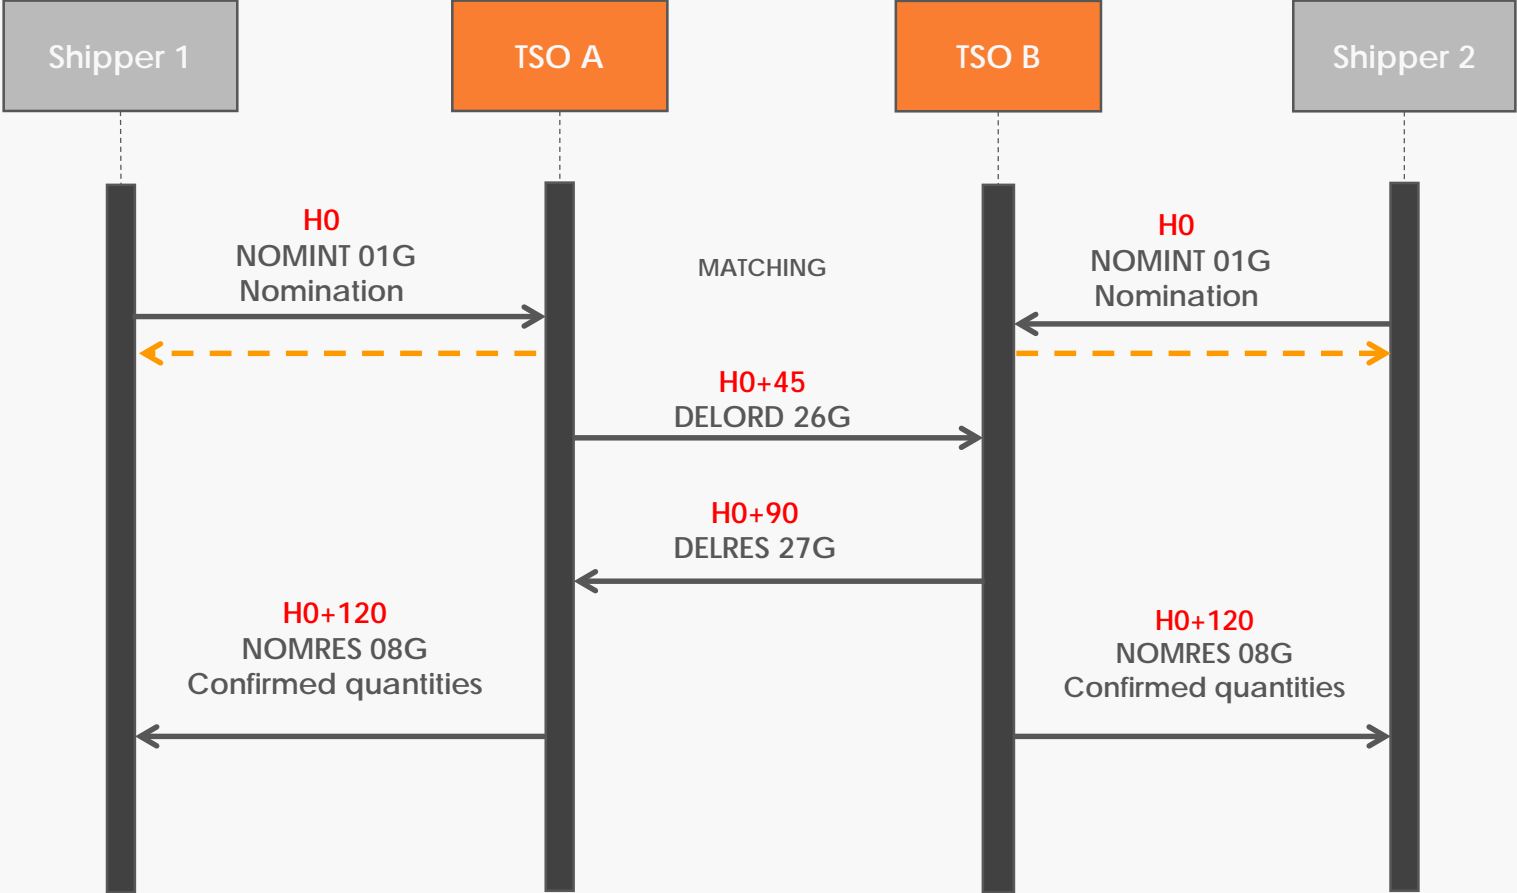 Shipper 1
TSO A
TSO B
Shipper 2
H0
NOMINT 01G
Nomination
MATCHING
H0
NOMINT 01G
Nomination
H0+45
DELORD 26G
H0+90
DELRES 27G
H0+120
NOMRES 08G
Confirmed quantities
H0+120
NOMRES 08G
Confirmed quantities